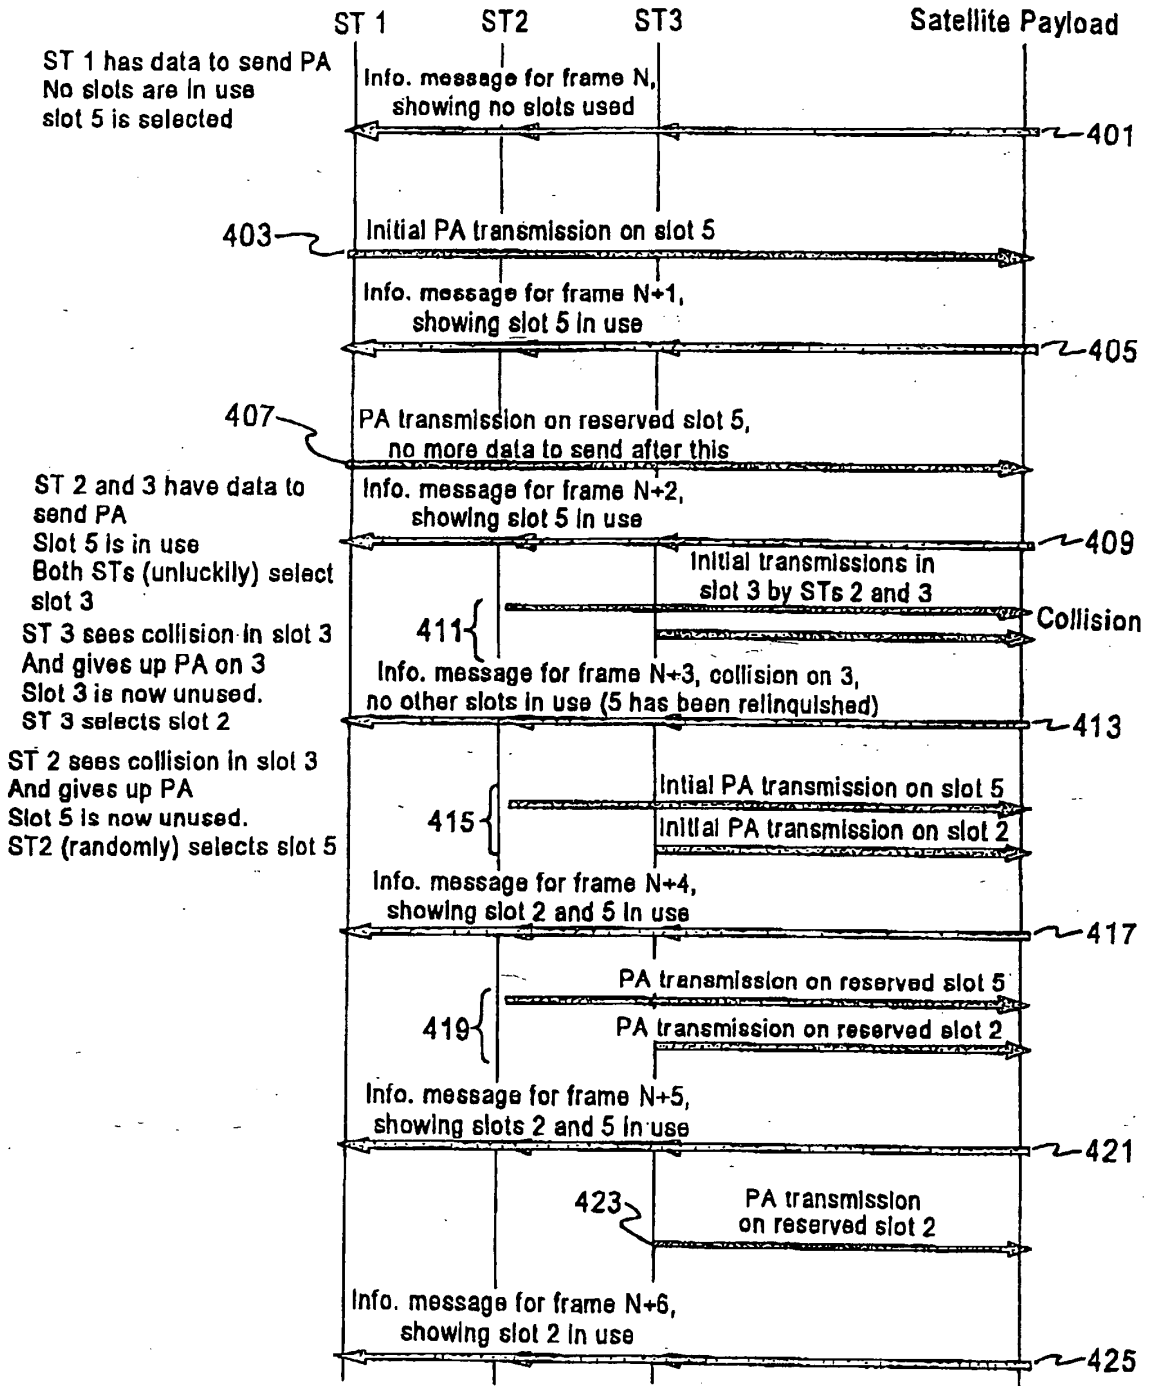 ST 1 ST2 ST3 Satellite Payload
ST 1 has data to send PA
No slots are in use
slot 5 is selected
Info. message for frame N,
showing no slots used
401
403
Initial PA transmission on slot 5
Info. message for frame N+1,
showing slot 5 in use
405
407
PA transmission on reserved slot 5,
no more data to send after this
ST 2 and 3 have data to
send PA
Slot 5 is in use
Both STs (unluckily) select
slot 3
Info. message for frame N+2,
showing slot 5 in use
409
Initial transmissions in
slot 3 by STs 2 and 3
411
Collision
ST 3 sees collision in slot 3
And gives up PA on 3
Slot 3 is now unused.
ST 3 selects slot 2
Info. message for frame N+3, collision on 3,
no other slots in use (5 has been relinquished)
413
ST 2 sees collision in slot 3
And gives up PA
Slot 5 is now unused.
ST2 (randomly) selects slot 5
415
Intial PA transmission on slot 5
Initial PA transmission on slot 2
Info. message for frame N+4,
showing slot 2 and 5 in use
417
419
PA transmission on reserved slot 5
PA transmission on reserved slot 2
Info. message for frame N+5,
showing slots 2 and 5 in use
421
423
PA transmission
on reserved slot 2
Info. message for frame N+6,
showing slot 2 in use
425